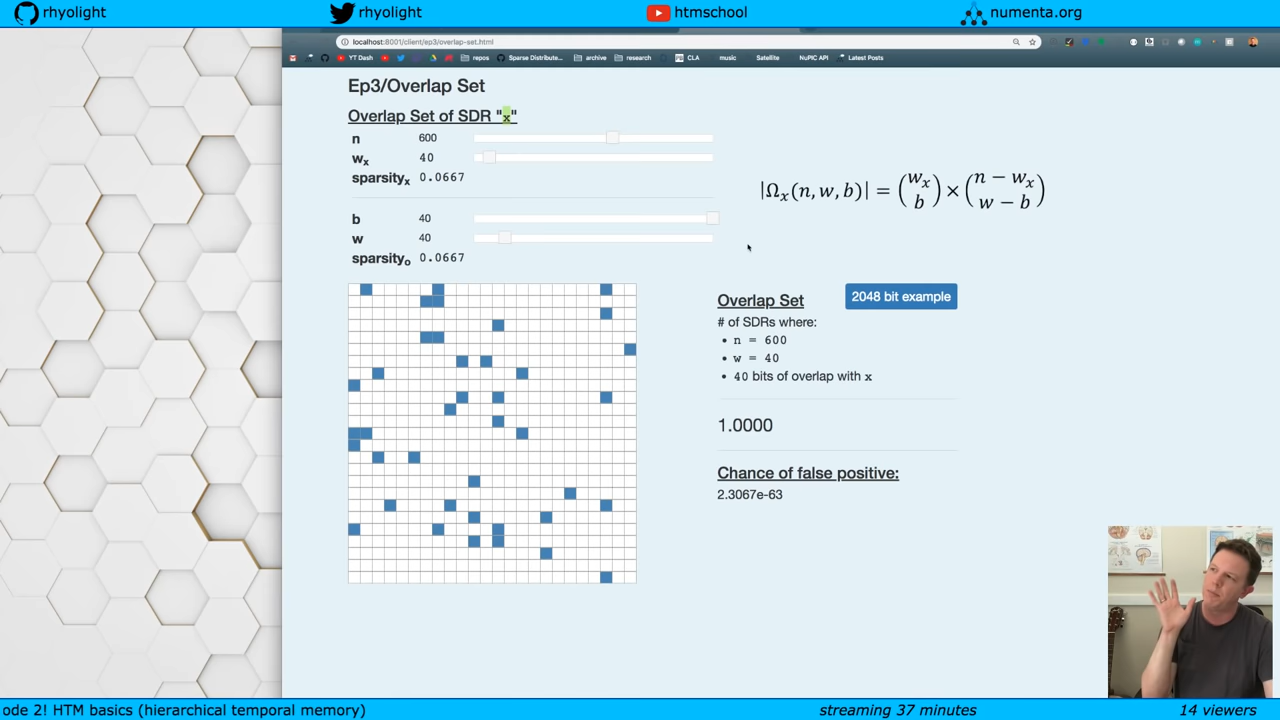 rhyolight rhyolight htmschool numenta.org
localhost:8001/client/ep3/overlap-set.html
YT Dash repos Sparse Distribute... archive research CLA music Satellite NuPIC API Latest Posts
Ep3/Overlap Set
Overlap Set of SDR "x"
n 600
wx 40
sparsityx 0.0667
b 40
w 40
sparsityo 0.0667
|Ωx(n, w, b)| = (wx b) × (n − wx w − b)
Overlap Set
2048 bit example
# of SDRs where:
• n = 600
• w = 40
• 40 bits of overlap with x
1.0000
Chance of false positive:
2.3067e-63
ode 2! HTM basics (hierarchical temporal memory) streaming 37 minutes 14 viewers